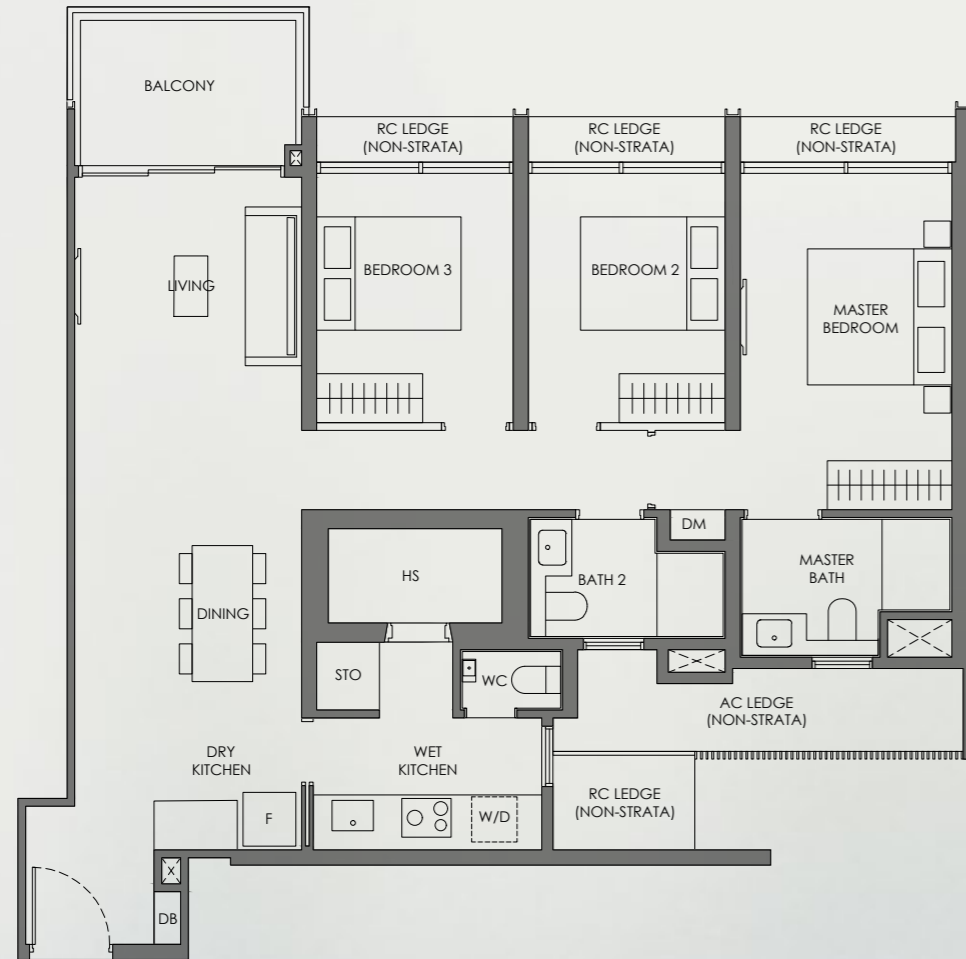 BALCONY
RC LEDGE
(NON-STRATA)
RC LEDGE
(NON-STRATA)
RC LEDGE
(NON-STRATA)
LIVING
BEDROOM 3
BEDROOM 2
MASTER
BEDROOM
DM
HS
BATH 2
MASTER
BATH
DINING
STO
WC
AC LEDGE
(NON-STRATA)
DRY
KITCHEN
WET
KITCHEN
RC LEDGE
(NON-STRATA)
F
W/D
X
DB